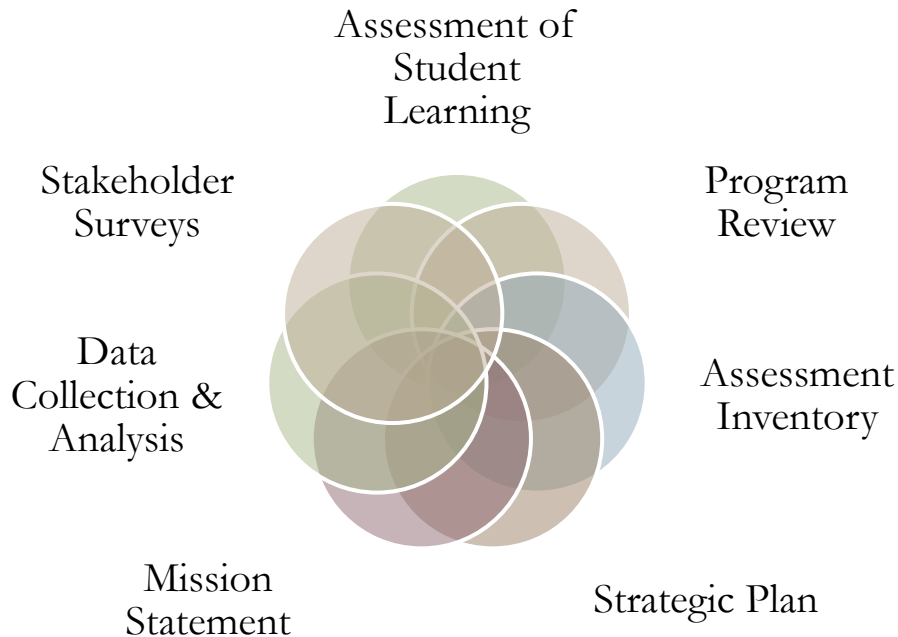 Assessment of
Student
Learning
Stakeholder
Surveys
Program
Review
Data
Collection &
Analysis
Assessment
Inventory
Mission
Statement
Strategic Plan